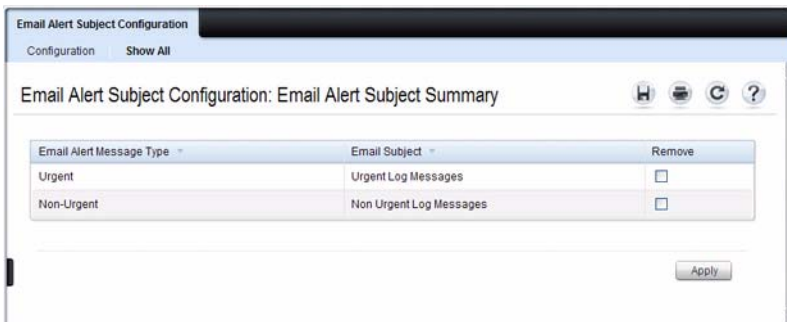 Email Alert Subject Configuration
Configuration Show All
Email Alert Subject Configuration: Email Alert Subject Summary
Email Alert Message Type Email Subject Remove
Urgent Urgent Log Messages
Non-Urgent Non Urgent Log Messages
Apply